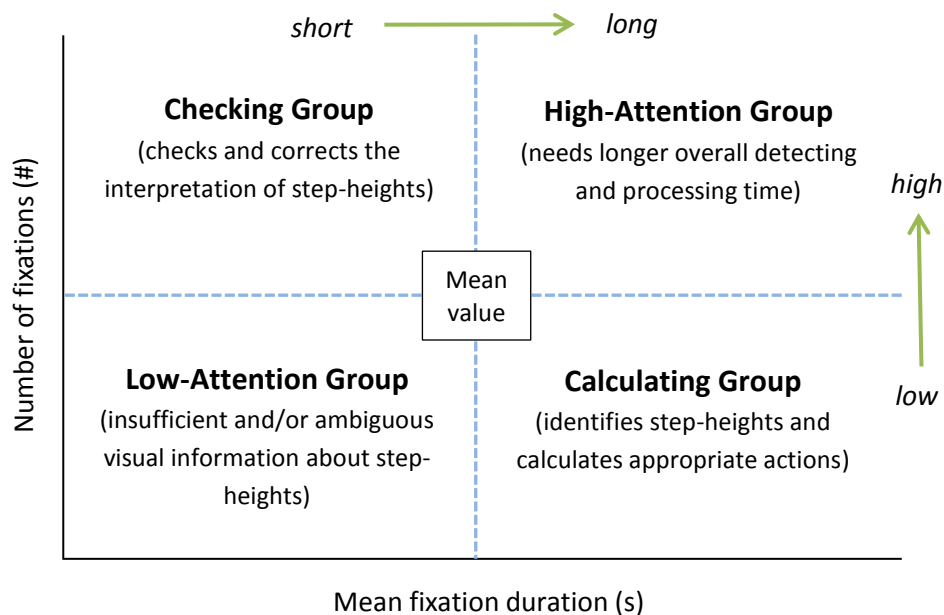 short
long
Checking Group
(checks and corrects the
interpretation of step-heights)
High-Attention Group
(needs longer overall detecting
and processing time)
high
Number of fixations (#)
Mean
value
Low-Attention Group
(insufficient and/or ambiguous
visual information about step-
heights)
Calculating Group
(identifies step-heights and
calculates appropriate actions)
low
Mean fixation duration (s)